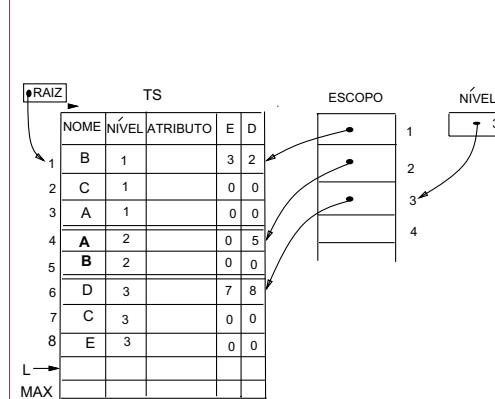 RAIZ TS ESCOPO NÍVEL
NOME NÍVEL ATRIBUTO E D
1 B 1 3 2 1 3
2 C 1 0 0 2
3 A 1 0 0 3
4 A 2 0 5 4
5 B 2 0 0
6 D 3 7 8
7 C 3 0 0
8 E 3 0 0
L
MAX